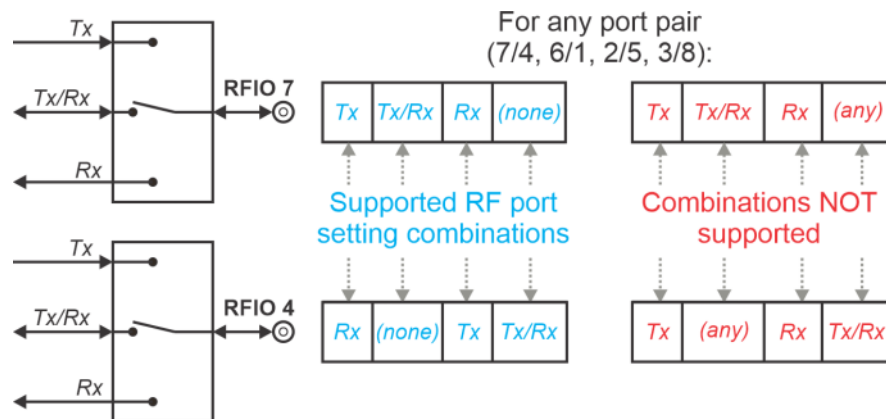 For any port pair
(7/4, 6/1, 2/5, 3/8):
Tx
Tx/Rx
RFIO 7
Rx
Tx Tx/Rx Rx (none)
Supported RF port
setting combinations
Rx (none) Tx Tx/Rx
Tx Tx/Rx Rx (any)
Combinations NOT
supported
Tx (any) Rx Tx/Rx
Tx
Tx/Rx
RFIO 4
Rx